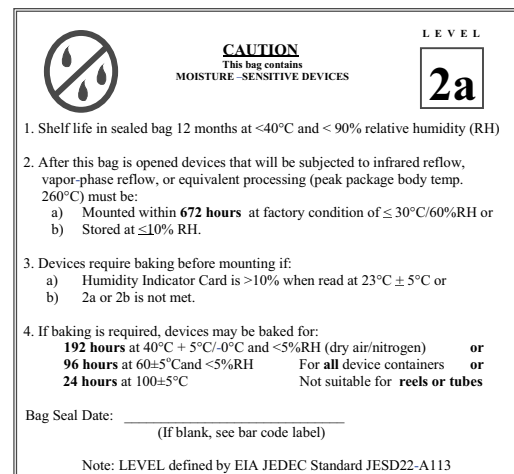 LEVEL
CAUTION
This bag contains
MOISTURE –SENSITIVE DEVICES
2a
1. Shelf life in sealed bag 12 months at <40°C and < 90% relative humidity (RH)
2. After this bag is opened devices that will be subjected to infrared reflow,
vapor-phase reflow, or equivalent processing (peak package body temp.
260°C) must be:
a) Mounted within 672 hours at factory condition of ≤ 30°C/60%RH or
b) Stored at ≤10% RH.
3. Devices require baking before mounting if:
a) Humidity Indicator Card is >10% when read at 23°C ± 5°C or
b) 2a or 2b is not met.
4. If baking is required, devices may be baked for:
192 hours at 40°C + 5°C/-0°C and <5%RH (dry air/nitrogen) or
96 hours at 60±5°Cand <5%RH For all device containers or
24 hours at 100±5°C Not suitable for reels or tubes
Bag Seal Date: ______________________________
(If blank, see bar code label)
Note: LEVEL defined by EIA JEDEC Standard JESD22-A113